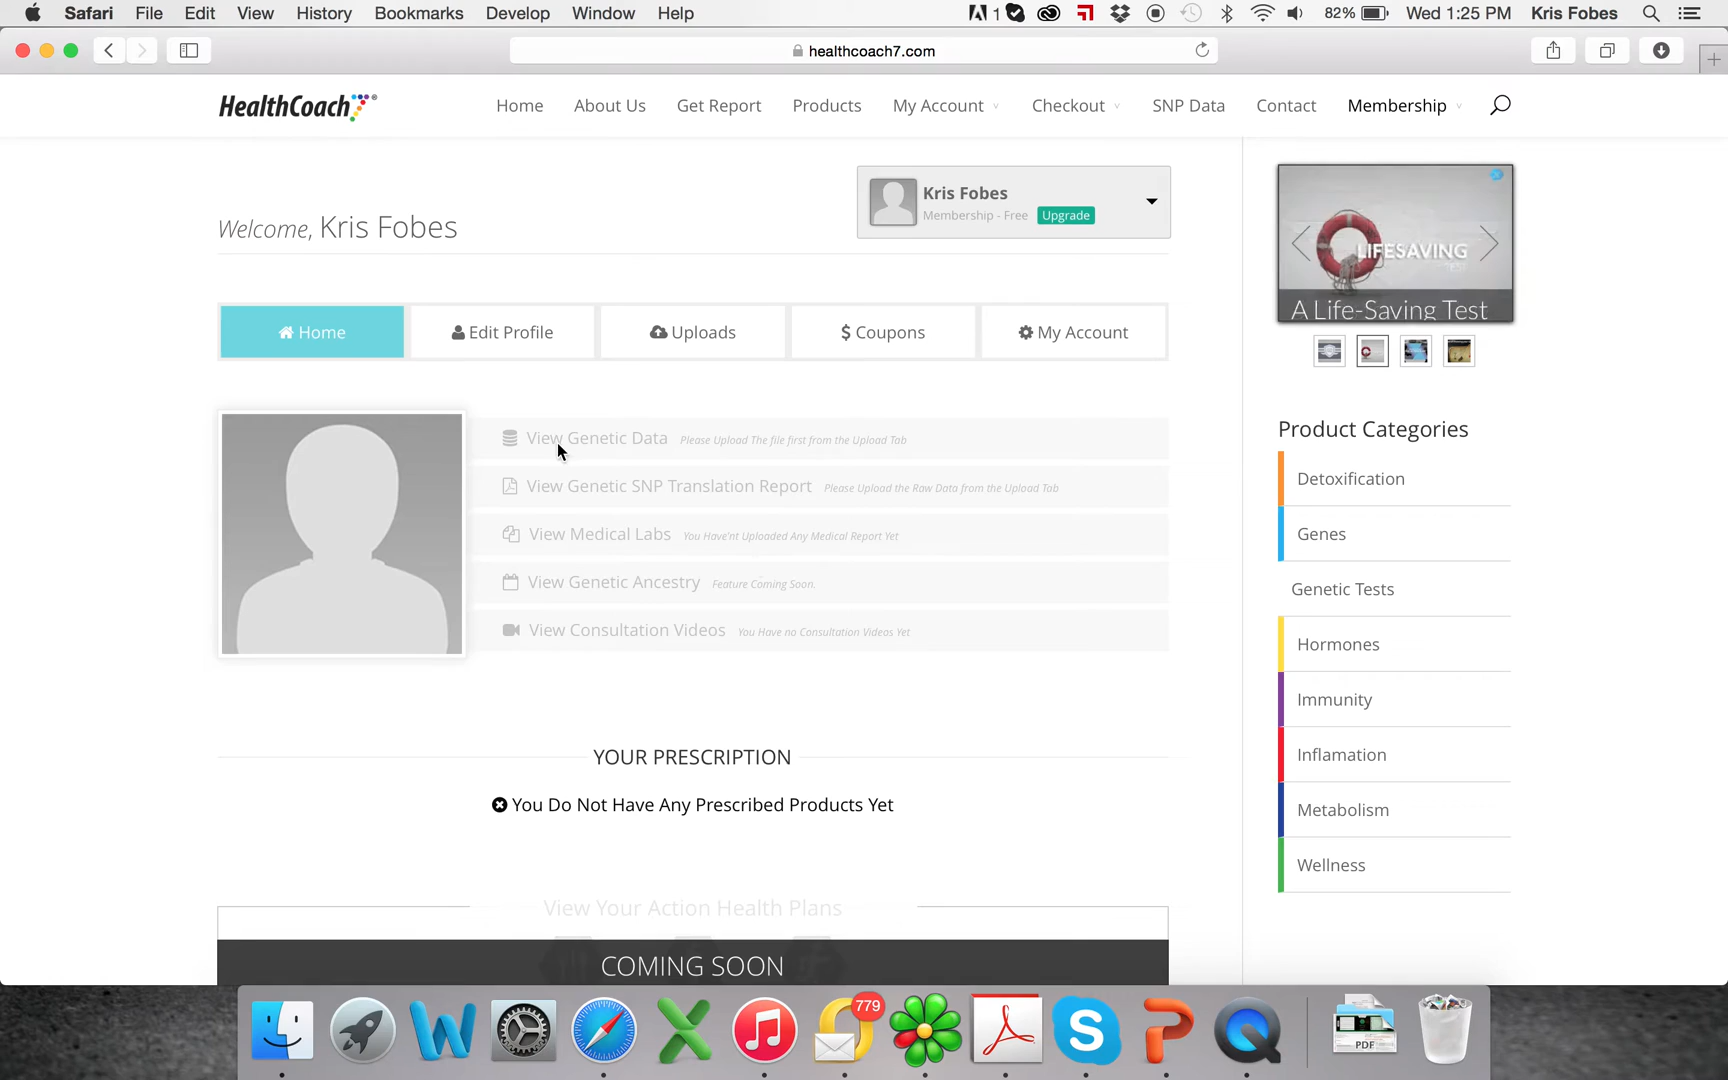 Safari File Edit View History Bookmarks Develop Window Help 1 82% Wed 1:25 PM Kris Fobes
healthcoach7.com
HealthCoach7® Home About Us Get Report Products My Account Checkout SNP Data Contact Membership
Kris Fobes
Membership - Free Upgrade
Welcome, Kris Fobes
LIFESAVING
TEST
A Life-Saving Test
Home Edit Profile Uploads $ Coupons My Account
View Genetic Data Please Upload The file first from the Upload Tab
View Genetic SNP Translation Report Please Upload the Raw Data from the Upload Tab
View Medical Labs You Have'nt Uploaded Any Medical Report Yet
View Genetic Ancestry Feature Coming Soon.
View Consultation Videos You Have no Consultation Videos Yet
Product Categories
Detoxification
Genes
Genetic Tests
Hormones
Immunity
Inflamation
Metabolism
Wellness
YOUR PRESCRIPTION
You Do Not Have Any Prescribed Products Yet
View Your Action Health Plans
COMING SOON
779
W X S P
PDF